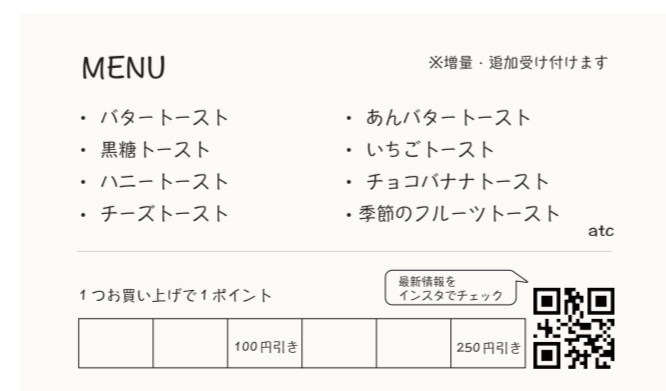 MENU
※増量・追加受け付けます
・ バタートースト
・ 黒糖トースト
・ ハニートースト
・ チーズトースト
・ あんバタートースト
・ いちごトースト
・ チョコバナナトースト
・季節のフルーツトースト
atc
1つお買い上げで1ポイント
最新情報を
インスタでチェック
100円引き
250円引き